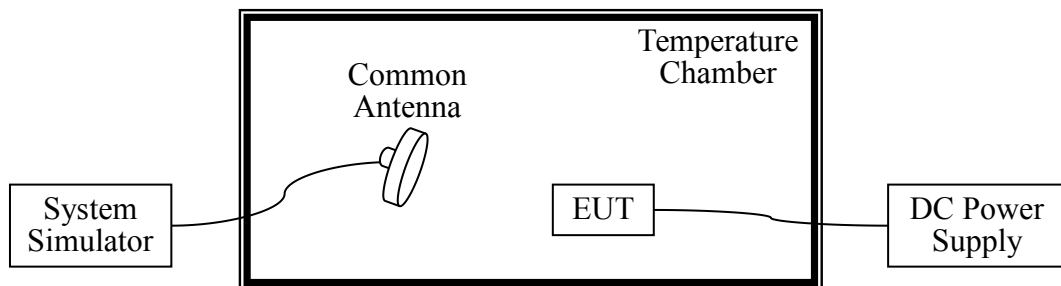 Temperature
Chamber
Common
Antenna
System
Simulator
EUT
DC Power
Supply